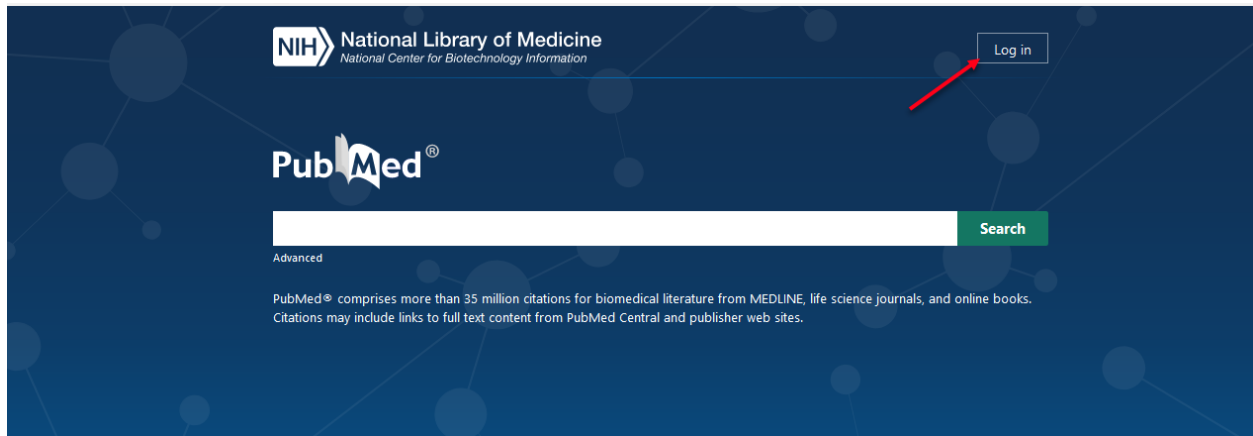 NIH National Library of Medicine
National Center for Biotechnology Information
Log in
PubMed®
Search
Advanced
PubMed® comprises more than 35 million citations for biomedical literature from MEDLINE, life science journals, and online books.
Citations may include links to full text content from PubMed Central and publisher web sites.